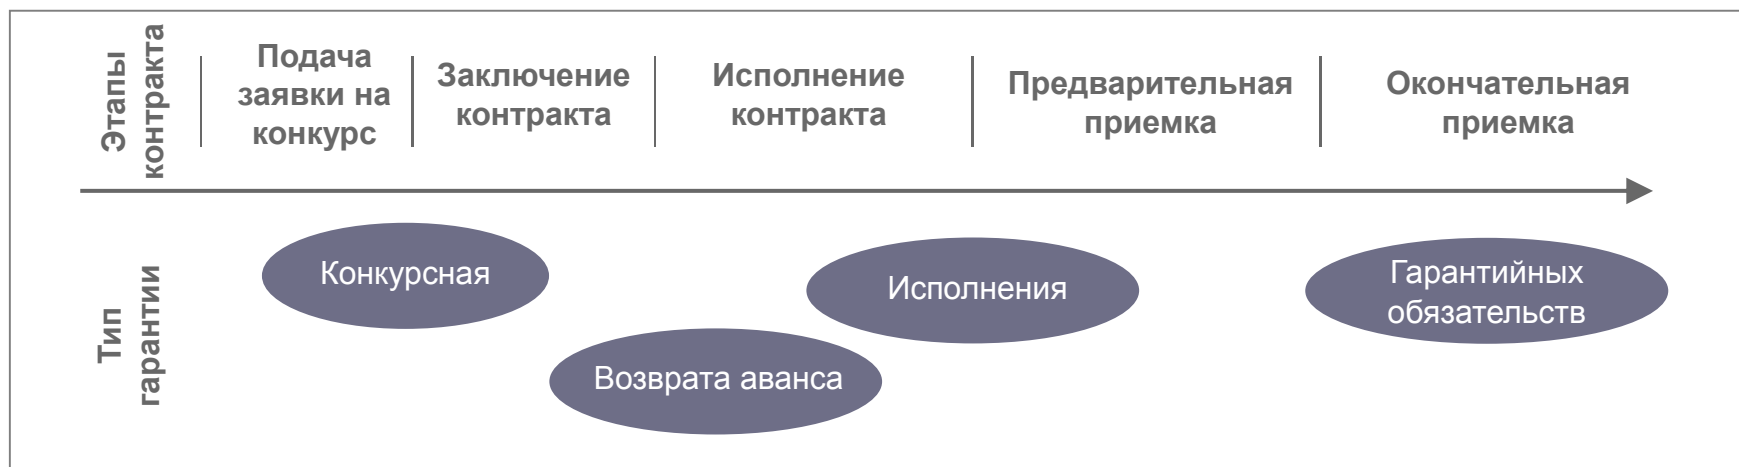 Этапы
контракта
Подача
заявки на
конкурс
Заключение
контракта
Исполнение
контракта
Предварительная
приемка
Окончательная
приемка
Тип
гарантии
Конкурсная
Возврата аванса
Исполнения
Гарантийных
обязательств